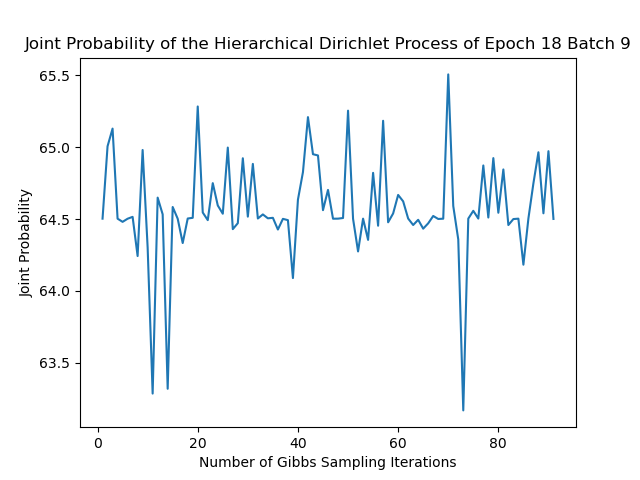 Joint Probability of the Hierarchical Dirichlet Process of Epoch 18 Batch 9
65.5
65.0
64.5
64.0
63.5
Joint Probability
0 20 40 60 80
Number of Gibbs Sampling Iterations